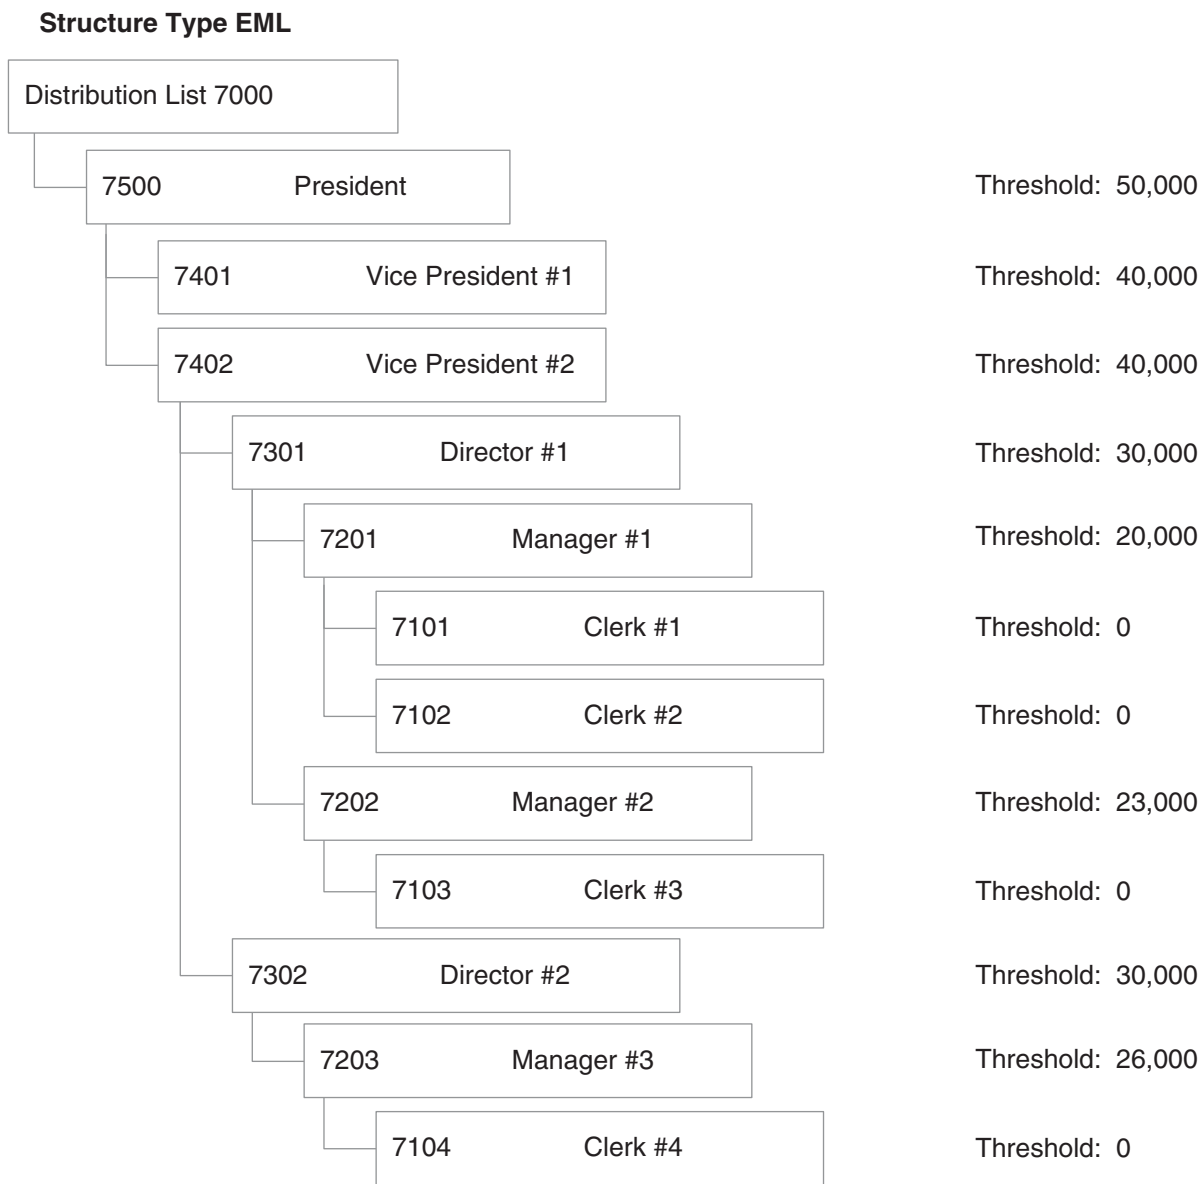 Structure Type EML
Distribution List 7000
7500 President Threshold: 50,000
7401 Vice President #1 Threshold: 40,000
7402 Vice President #2 Threshold: 40,000
7301 Director #1 Threshold: 30,000
7201 Manager #1 Threshold: 20,000
7101 Clerk #1 Threshold: 0
7102 Clerk #2 Threshold: 0
7202 Manager #2 Threshold: 23,000
7103 Clerk #3 Threshold: 0
7302 Director #2 Threshold: 30,000
7203 Manager #3 Threshold: 26,000
7104 Clerk #4 Threshold: 0